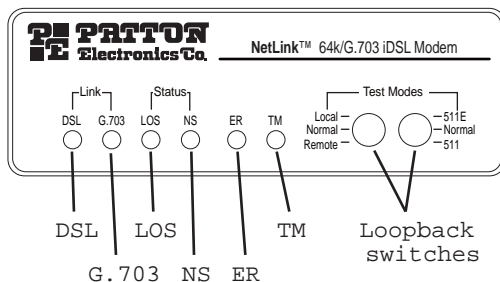 PATTON
Electronics Co.
NetLink™ 64k/G.703 iDSL Modem
Link
Status
Test Modes
DSL G.703 LOS NS ER TM
Local
Normal
Remote
511E
Normal
511
DSL LOS TM Loopback
switches
G.703 NS ER